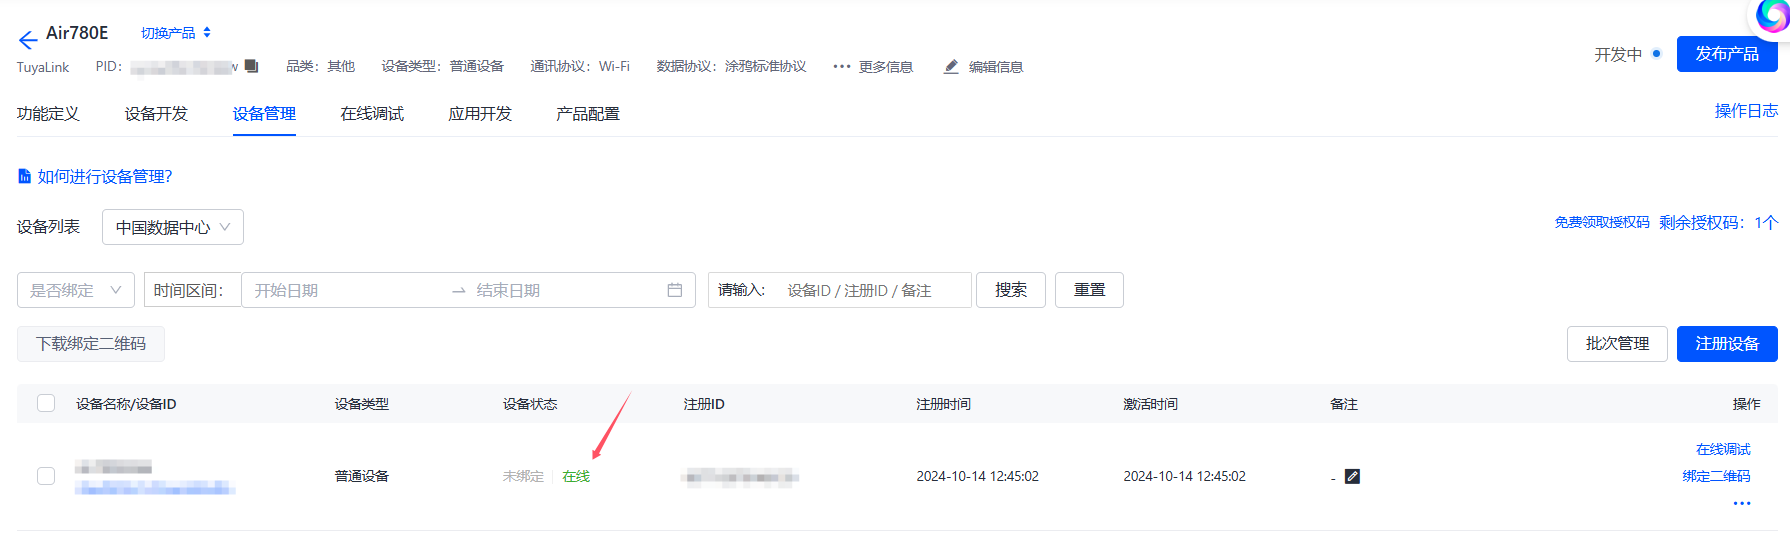 Air780E 切换产品
TuyaLink PID： w 品类：其他 设备类型：普通设备 通讯协议：Wi-Fi 数据协议：涂鸦标准协议 ··· 更多信息 编辑信息
开发中 发布产品
功能定义 设备开发 设备管理 在线调试 应用开发 产品配置 操作日志
如何进行设备管理?
设备列表 中国数据中心 免费领取授权码 剩余授权码：1个
是否绑定 时间区间： 开始日期 结束日期 请输入： 设备ID / 注册ID / 备注 搜索 重置
下载绑定二维码 批次管理 注册设备
设备名称/设备ID 设备类型 设备状态 注册ID 注册时间 激活时间 备注 操作
普通设备 未绑定 在线 2024-10-14 12:45:02 2024-10-14 12:45:02 -
在线调试
绑定二维码
···